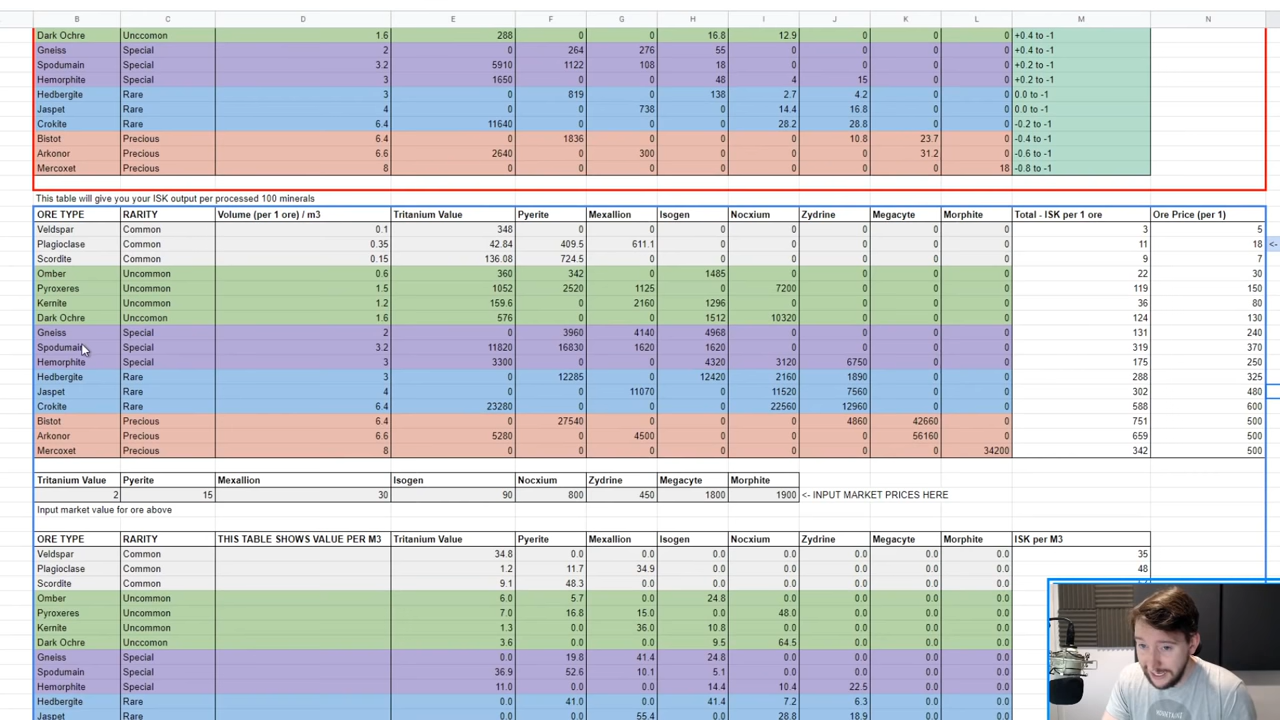 B C D E F G H I J K L M N
Dark Ochre Unccomon 1.6 288 0 0 16.8 12.9 0 0 0 +0.4 to -1
Gneiss Special 2 0 264 276 55 0 0 0 0 +0.4 to -1
Spodumain Special 3.2 5910 1122 108 18 0 0 0 0 +0.2 to -1
Hemorphite Special 3 1650 0 0 48 4 15 0 0 +0.2 to -1
Hedbergite Rare 3 0 819 0 138 2.7 4.2 0 0 0.0 to -1
Jaspet Rare 4 0 0 738 0 14.4 16.8 0 0 0.0 to -1
Crokite Rare 6.4 11640 0 0 0 28.2 28.8 0 0 -0.2 to -1
Bistot Precious 6.4 0 1836 0 0 0 10.8 23.7 0 -0.4 to -1
Arkonor Precious 6.6 2640 0 300 0 0 0 31.2 0 -0.6 to -1
Mercoxet Precious 8 0 0 0 0 0 0 0 18 -0.8 to -1
This table will give you your ISK output per processed 100 minerals
ORE TYPE RARITY Volume (per 1 ore) / m3 Tritanium Value Pyerite Mexallion Isogen Nocxium Zydrine Megacyte Morphite Total - ISK per 1 ore Ore Price (per 1)
Veldspar Common 0.1 348 0 0 0 0 0 0 0 3 5
Plagioclase Common 0.35 42.84 409.5 611.1 0 0 0 0 0 11 18 <-
Scordite Common 0.15 136.08 724.5 0 0 0 0 0 0 9 7
Omber Uncommon 0.6 360 342 0 1485 0 0 0 0 22 30
Pyroxeres Uncommon 1.5 1052 2520 1125 0 7200 0 0 0 119 150
Kernite Uncommon 1.2 159.6 0 2160 1296 0 0 0 0 36 80
Dark Ochre Unccomon 1.6 576 0 0 1512 10320 0 0 0 124 130
Gneiss Special 2 0 3960 4140 4968 0 0 0 0 131 240
Spodumain Special 3.2 11820 16830 1620 1620 0 0 0 0 319 370
Hemorphite Special 3 3300 0 0 4320 3120 6750 0 0 175 250
Hedbergite Rare 3 0 12285 0 12420 2160 1890 0 0 288 325
Jaspet Rare 4 0 0 11070 0 11520 7560 0 0 302 480
Crokite Rare 6.4 23280 0 0 0 22560 12960 0 0 588 600
Bistot Precious 6.4 0 27540 0 0 0 4860 42660 0 751 500
Arkonor Precious 6.6 5280 0 4500 0 0 0 56160 0 659 500
Mercoxet Precious 8 0 0 0 0 0 0 0 34200 342 500
Tritanium Value Pyerite Mexallion Isogen Nocxium Zydrine Megacyte Morphite
2 15 30 90 800 450 1800 1900 <- INPUT MARKET PRICES HERE
Input market value for ore above
ORE TYPE RARITY THIS TABLE SHOWS VALUE PER M3 Tritanium Value Pyerite Mexallion Isogen Nocxium Zydrine Megacyte Morphite ISK per M3
Veldspar Common 34.8 0.0 0.0 0.0 0.0 0.0 0.0 0.0 35
Plagioclase Common 1.2 11.7 34.9 0.0 0.0 0.0 0.0 0.0 48
Scordite Common 9.1 48.3 0.0 0.0 0.0 0.0 0.0 0.0
Omber Uncommon 6.0 5.7 0.0 24.8 0.0 0.0 0.0 0.0
Pyroxeres Uncommon 7.0 16.8 15.0 0.0 48.0 0.0 0.0 0.0
Kernite Uncommon 1.3 0.0 36.0 10.8 0.0 0.0 0.0 0.0
Dark Ochre Unccomon 3.6 0.0 0.0 9.5 64.5 0.0 0.0 0.0
Gneiss Special 0.0 19.8 41.4 24.8 0.0 0.0 0.0 0.0
Spodumain Special 36.9 52.6 10.1 5.1 0.0 0.0 0.0 0.0
Hemorphite Special 11.0 0.0 0.0 14.4 10.4 22.5 0.0 0.0
Hedbergite Rare 0.0 41.0 0.0 41.4 7.2 6.3 0.0 0.0
Jaspet Rare 0.0 0.0 55.4 0.0 28.8 18.9 0.0 0.0